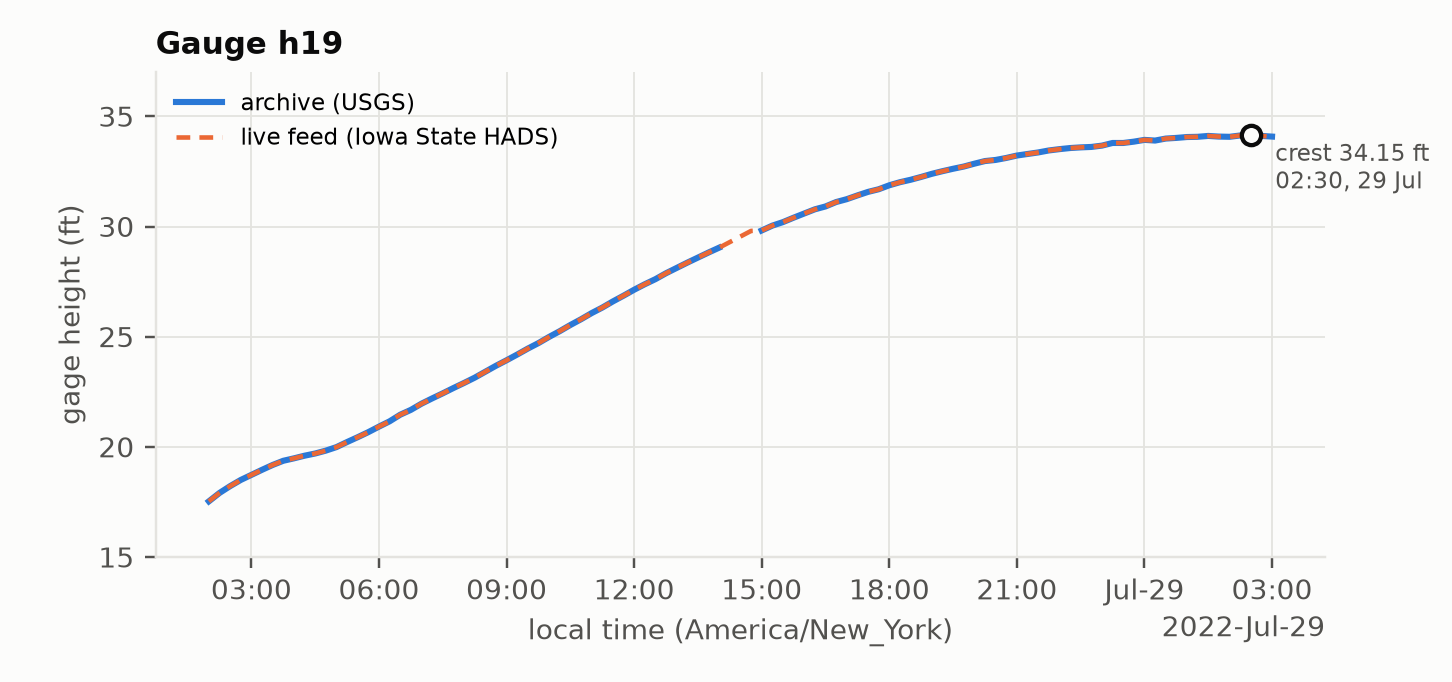 Gauge h19
archive (USGS)
live feed (Iowa State HADS)
35
30
25
20
15
gage height (ft)
crest 34.15 ft
02:30, 29 Jul
03:00 06:00 09:00 12:00 15:00 18:00 21:00 Jul-29 03:00
local time (America/New_York)
2022-Jul-29